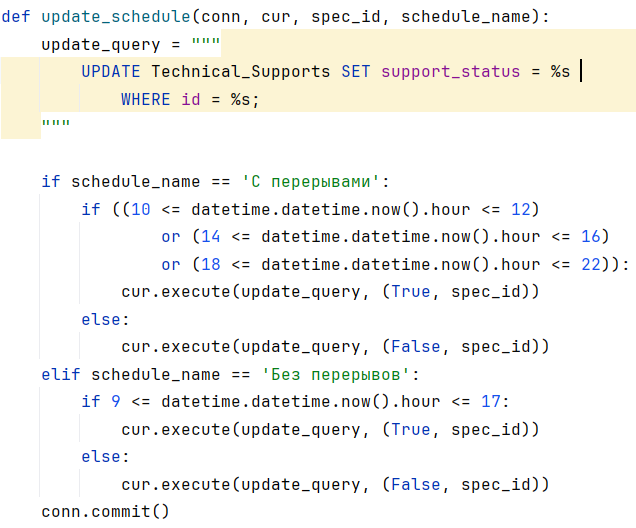 def update_schedule(conn, cur, spec_id, schedule_name):
    update_query = """
        UPDATE Technical_Supports SET support_status = %s
            WHERE id = %s;
    """

    if schedule_name == 'С перерывами':
        if ((10 <= datetime.datetime.now().hour <= 12)
                or (14 <= datetime.datetime.now().hour <= 16)
                or (18 <= datetime.datetime.now().hour <= 22)):
            cur.execute(update_query, (True, spec_id))
        else:
            cur.execute(update_query, (False, spec_id))
    elif schedule_name == 'Без перерывов':
        if 9 <= datetime.datetime.now().hour <= 17:
            cur.execute(update_query, (True, spec_id))
        else:
            cur.execute(update_query, (False, spec_id))
    conn.commit()